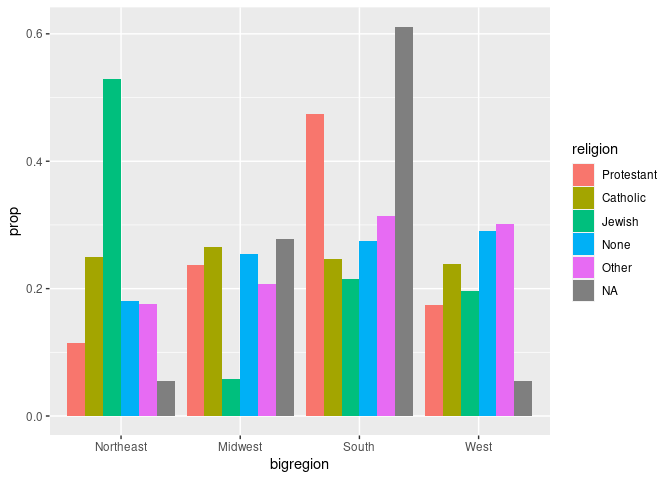 0.6
0.4
0.2
0.0
prop
Northeast Midwest South West
bigregion
religion
Protestant
Catholic
Jewish
None
Other
NA